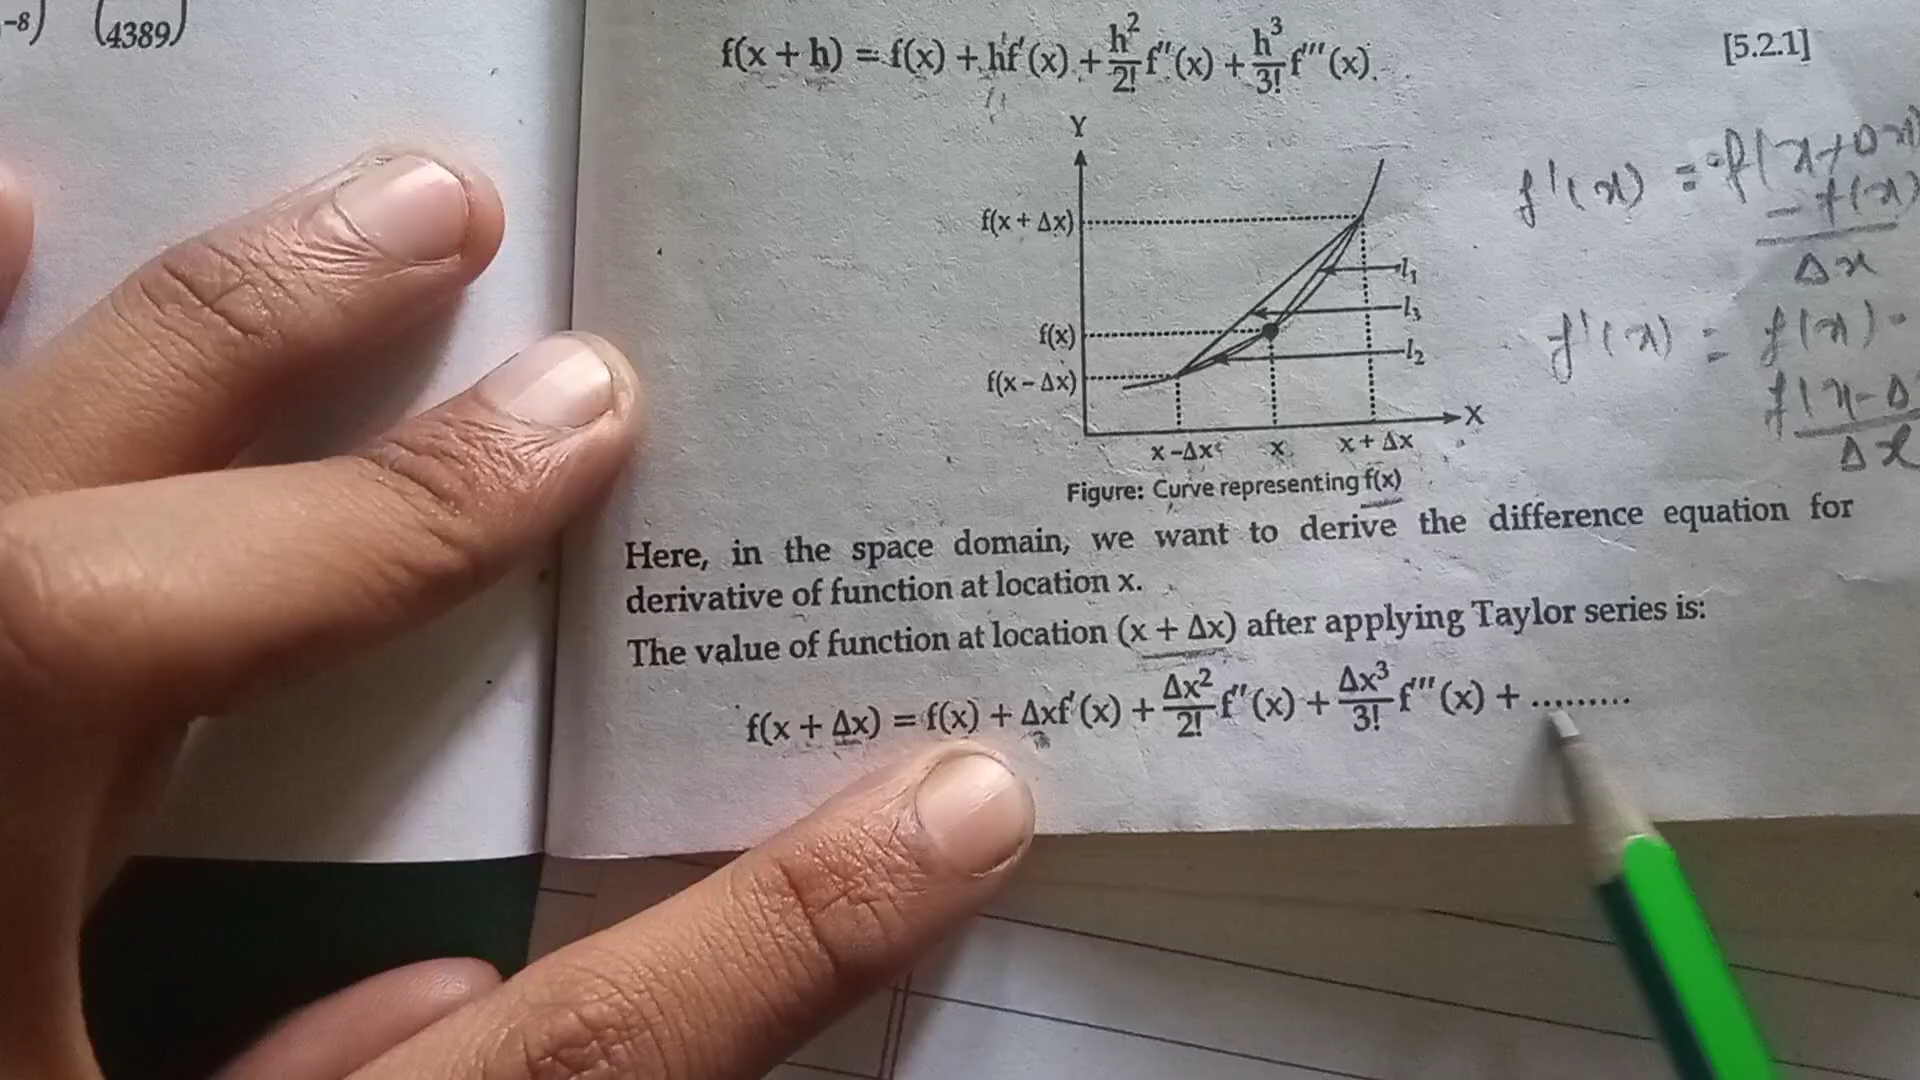 -8)
(4389)
f(x + h) = f(x) + hf'(x) + h²/2! f''(x) + h³/3! f'''(x). [5.2.1]
Y
f(x + Δx)
f(x)
f(x – Δx)
l₁
l₃
l₂
X
x –Δx
x
x + Δx
Figure: Curve representing f(x)
f'(x) = f(x+Δx)
– f(x)
Δx
f'(x) = f(x) -
f(x-Δ
Δx
Here, in the space domain, we want to derive the difference equation for
derivative of function at location x.
The value of function at location (x + Δx) after applying Taylor series is:
f(x + Δx) = f(x) + Δxf'(x) + Δx²/2! f''(x) + Δx³/3! f'''(x) + .........